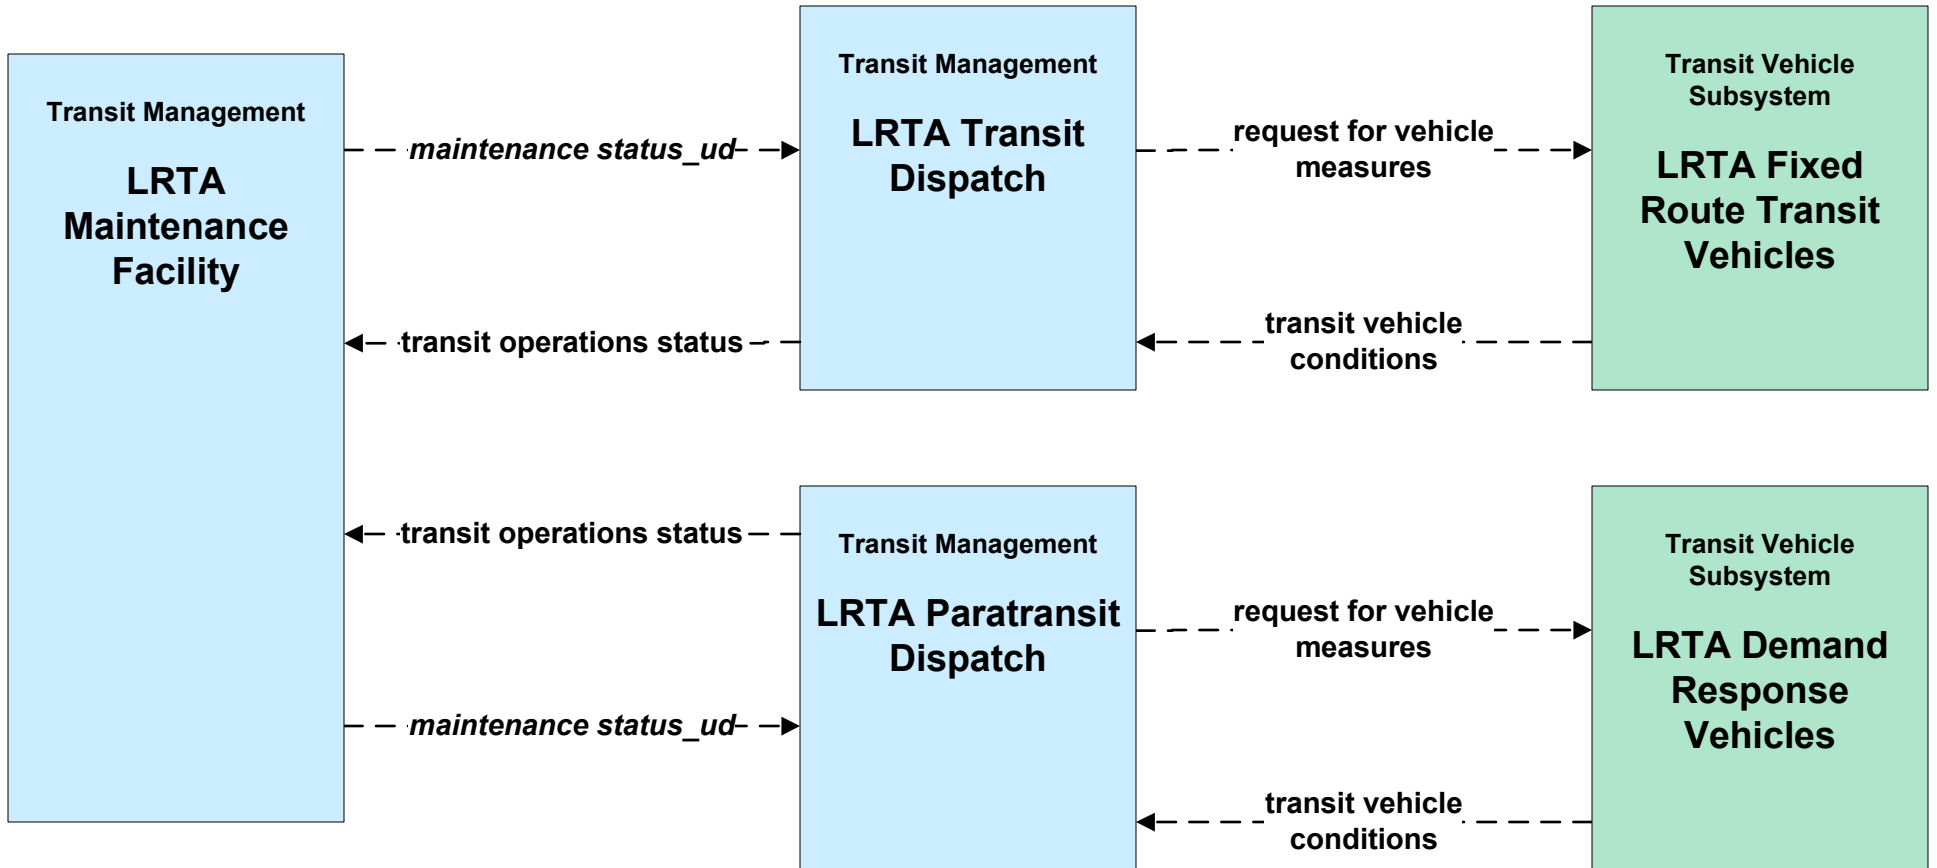 Transit Management
LRTA
Maintenance
Facility
maintenance status_ud
transit operations status
transit operations status
maintenance status_ud
Transit Management
LRTA Transit
Dispatch
request for vehicle
measures
transit vehicle
conditions
Transit Vehicle
Subsystem
LRTA Fixed
Route Transit
Vehicles
Transit Management
LRTA Paratransit
Dispatch
request for vehicle
measures
transit vehicle
conditions
Transit Vehicle
Subsystem
LRTA Demand
Response
Vehicles